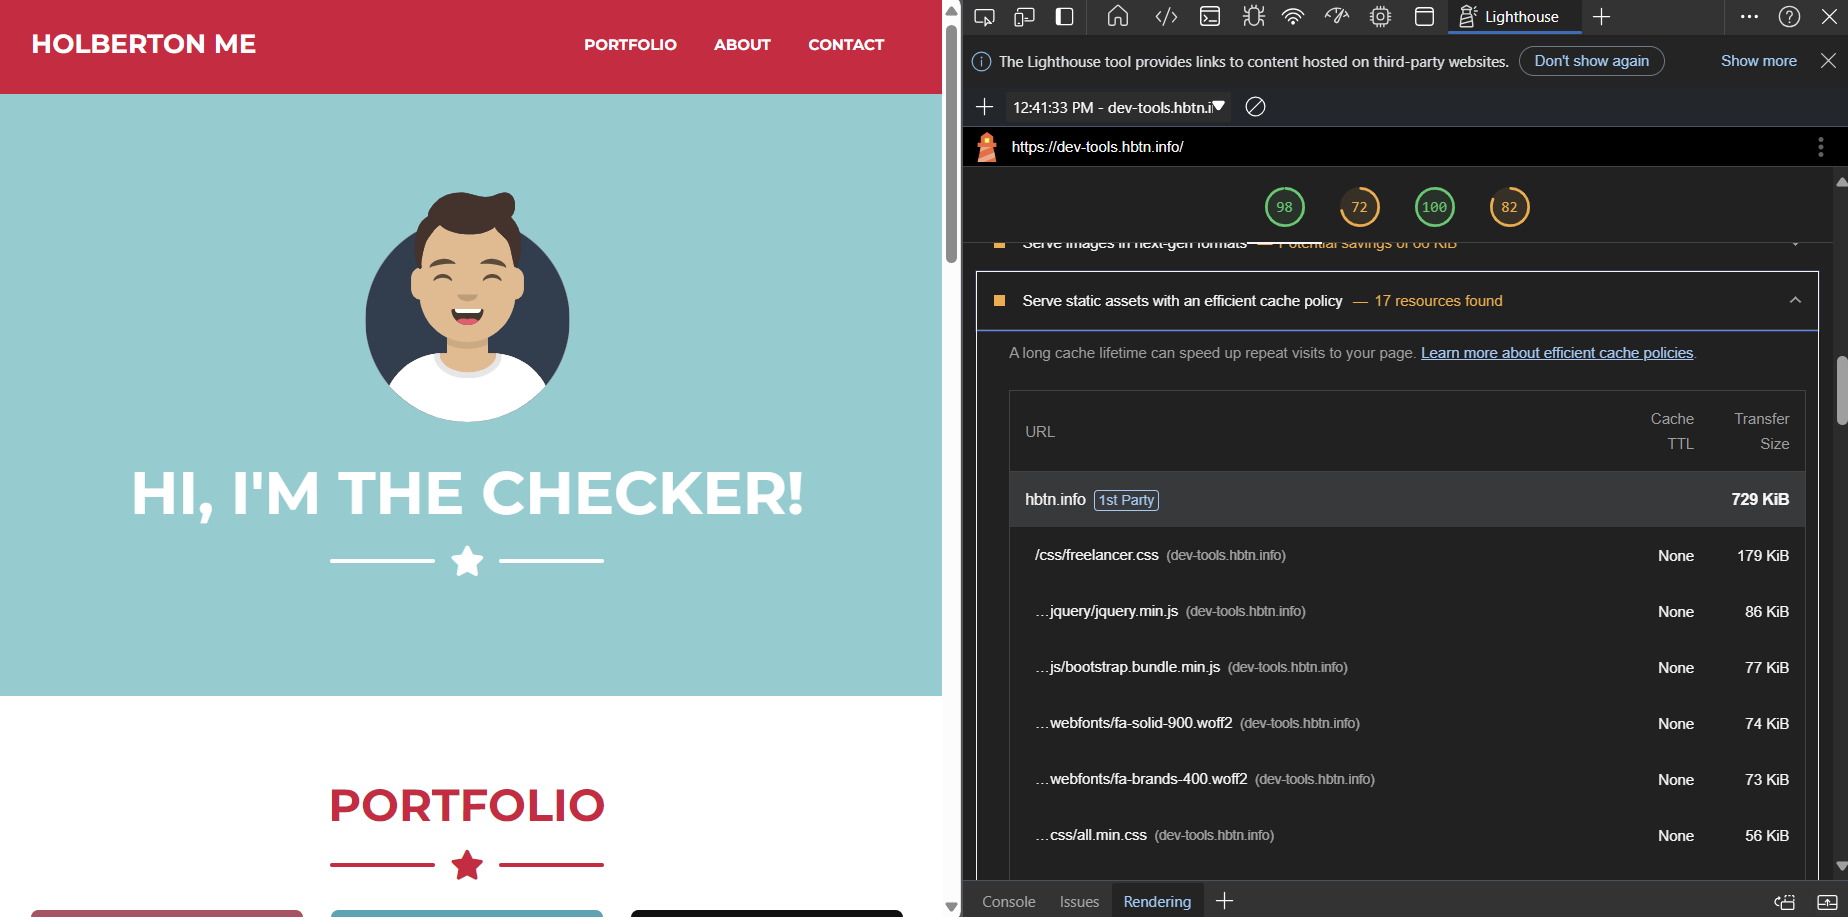 HOLBERTON ME
PORTFOLIO ABOUT CONTACT
HI, I'M THE CHECKER!
PORTFOLIO
Lighthouse
The Lighthouse tool provides links to content hosted on third-party websites. Don't show again Show more
12:41:33 PM - dev-tools.hbtn.i
https://dev-tools.hbtn.info/
98 72 100 82
Serve images in next-gen formats — Potential savings of 66 KiB
Serve static assets with an efficient cache policy — 17 resources found
A long cache lifetime can speed up repeat visits to your page. Learn more about efficient cache policies.
URL Cache TTL Transfer Size
hbtn.info 1st Party 729 KiB
/css/freelancer.css (dev-tools.hbtn.info) None 179 KiB
…jquery/jquery.min.js (dev-tools.hbtn.info) None 86 KiB
…js/bootstrap.bundle.min.js (dev-tools.hbtn.info) None 77 KiB
…webfonts/fa-solid-900.woff2 (dev-tools.hbtn.info) None 74 KiB
…webfonts/fa-brands-400.woff2 (dev-tools.hbtn.info) None 73 KiB
…css/all.min.css (dev-tools.hbtn.info) None 56 KiB
Console Issues Rendering